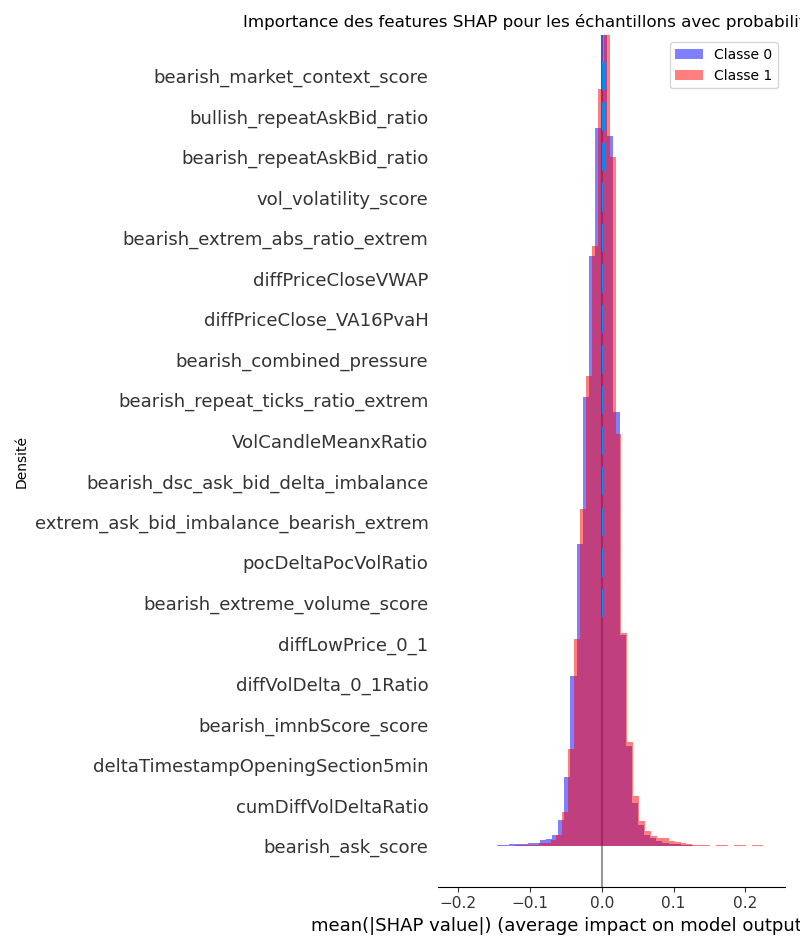 Importance des features SHAP pour les échantillons avec probabili
Classe 0
Classe 1
bearish_market_context_score
bullish_repeatAskBid_ratio
bearish_repeatAskBid_ratio
vol_volatility_score
bearish_extrem_abs_ratio_extrem
diffPriceCloseVWAP
diffPriceClose_VA16PvaH
bearish_combined_pressure
bearish_repeat_ticks_ratio_extrem
VolCandleMeanxRatio
bearish_dsc_ask_bid_delta_imbalance
extrem_ask_bid_imbalance_bearish_extrem
pocDeltaPocVolRatio
bearish_extreme_volume_score
diffLowPrice_0_1
diffVolDelta_0_1Ratio
bearish_imnbScore_score
deltaTimestampOpeningSection5min
cumDiffVolDeltaRatio
bearish_ask_score
Densité
−0.2 −0.1 0.0 0.1 0.2
mean(|SHAP value|) (average impact on model output